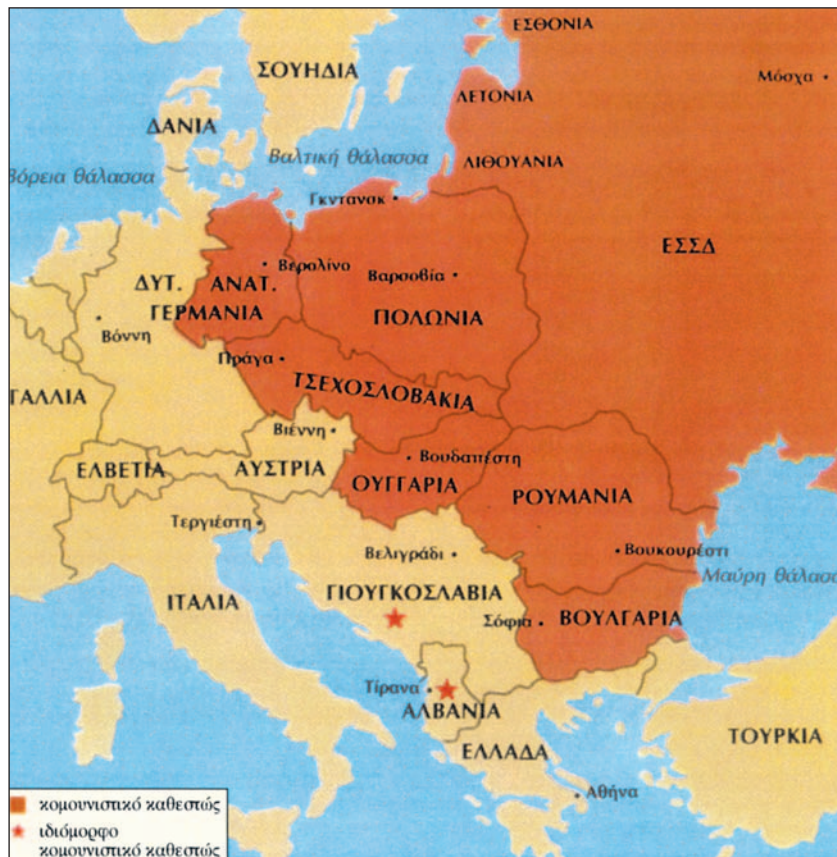 ΕΣΘΟΝΙΑ
ΣΟΥΗΔΙΑ
Μόσχα
ΛΕΤΟΝΙΑ
ΔΑΝΙΑ
Βαλτική θάλασσα
ΛΙΘΟΥΑΝΙΑ
Βόρεια θάλασσα
Γκντανσκ
ΕΣΣΔ
Βερολίνο
Βαρσοβία
ΔΥΤ. ΑΝΑΤ.
ΓΕΡΜΑΝΙΑ
ΠΟΛΩΝΙΑ
Βόννη
Πράγα
ΤΣΕΧΟΣΛΟΒΑΚΙΑ
ΓΑΛΛΙΑ
Βιέννη
Βουδαπέστη
ΕΛΒΕΤΙΑ
ΑΥΣΤΡΙΑ
ΟΥΓΓΑΡΙΑ
ΡΟΥΜΑΝΙΑ
Τεργιέστη
Βελιγράδι
Βουκουρέστι
Μαύρη θάλασσα
ΓΙΟΥΓΚΟΣΛΑΒΙΑ
ΙΤΑΛΙΑ
Σόφια
ΒΟΥΛΓΑΡΙΑ
Τίρανα
ΑΛΒΑΝΙΑ
ΤΟΥΡΚΙΑ
ΕΛΛΑΔΑ
Αθήνα
κομουνιστικό καθεστώς
ιδιόμορφο
κομουνιστικό καθεστώς